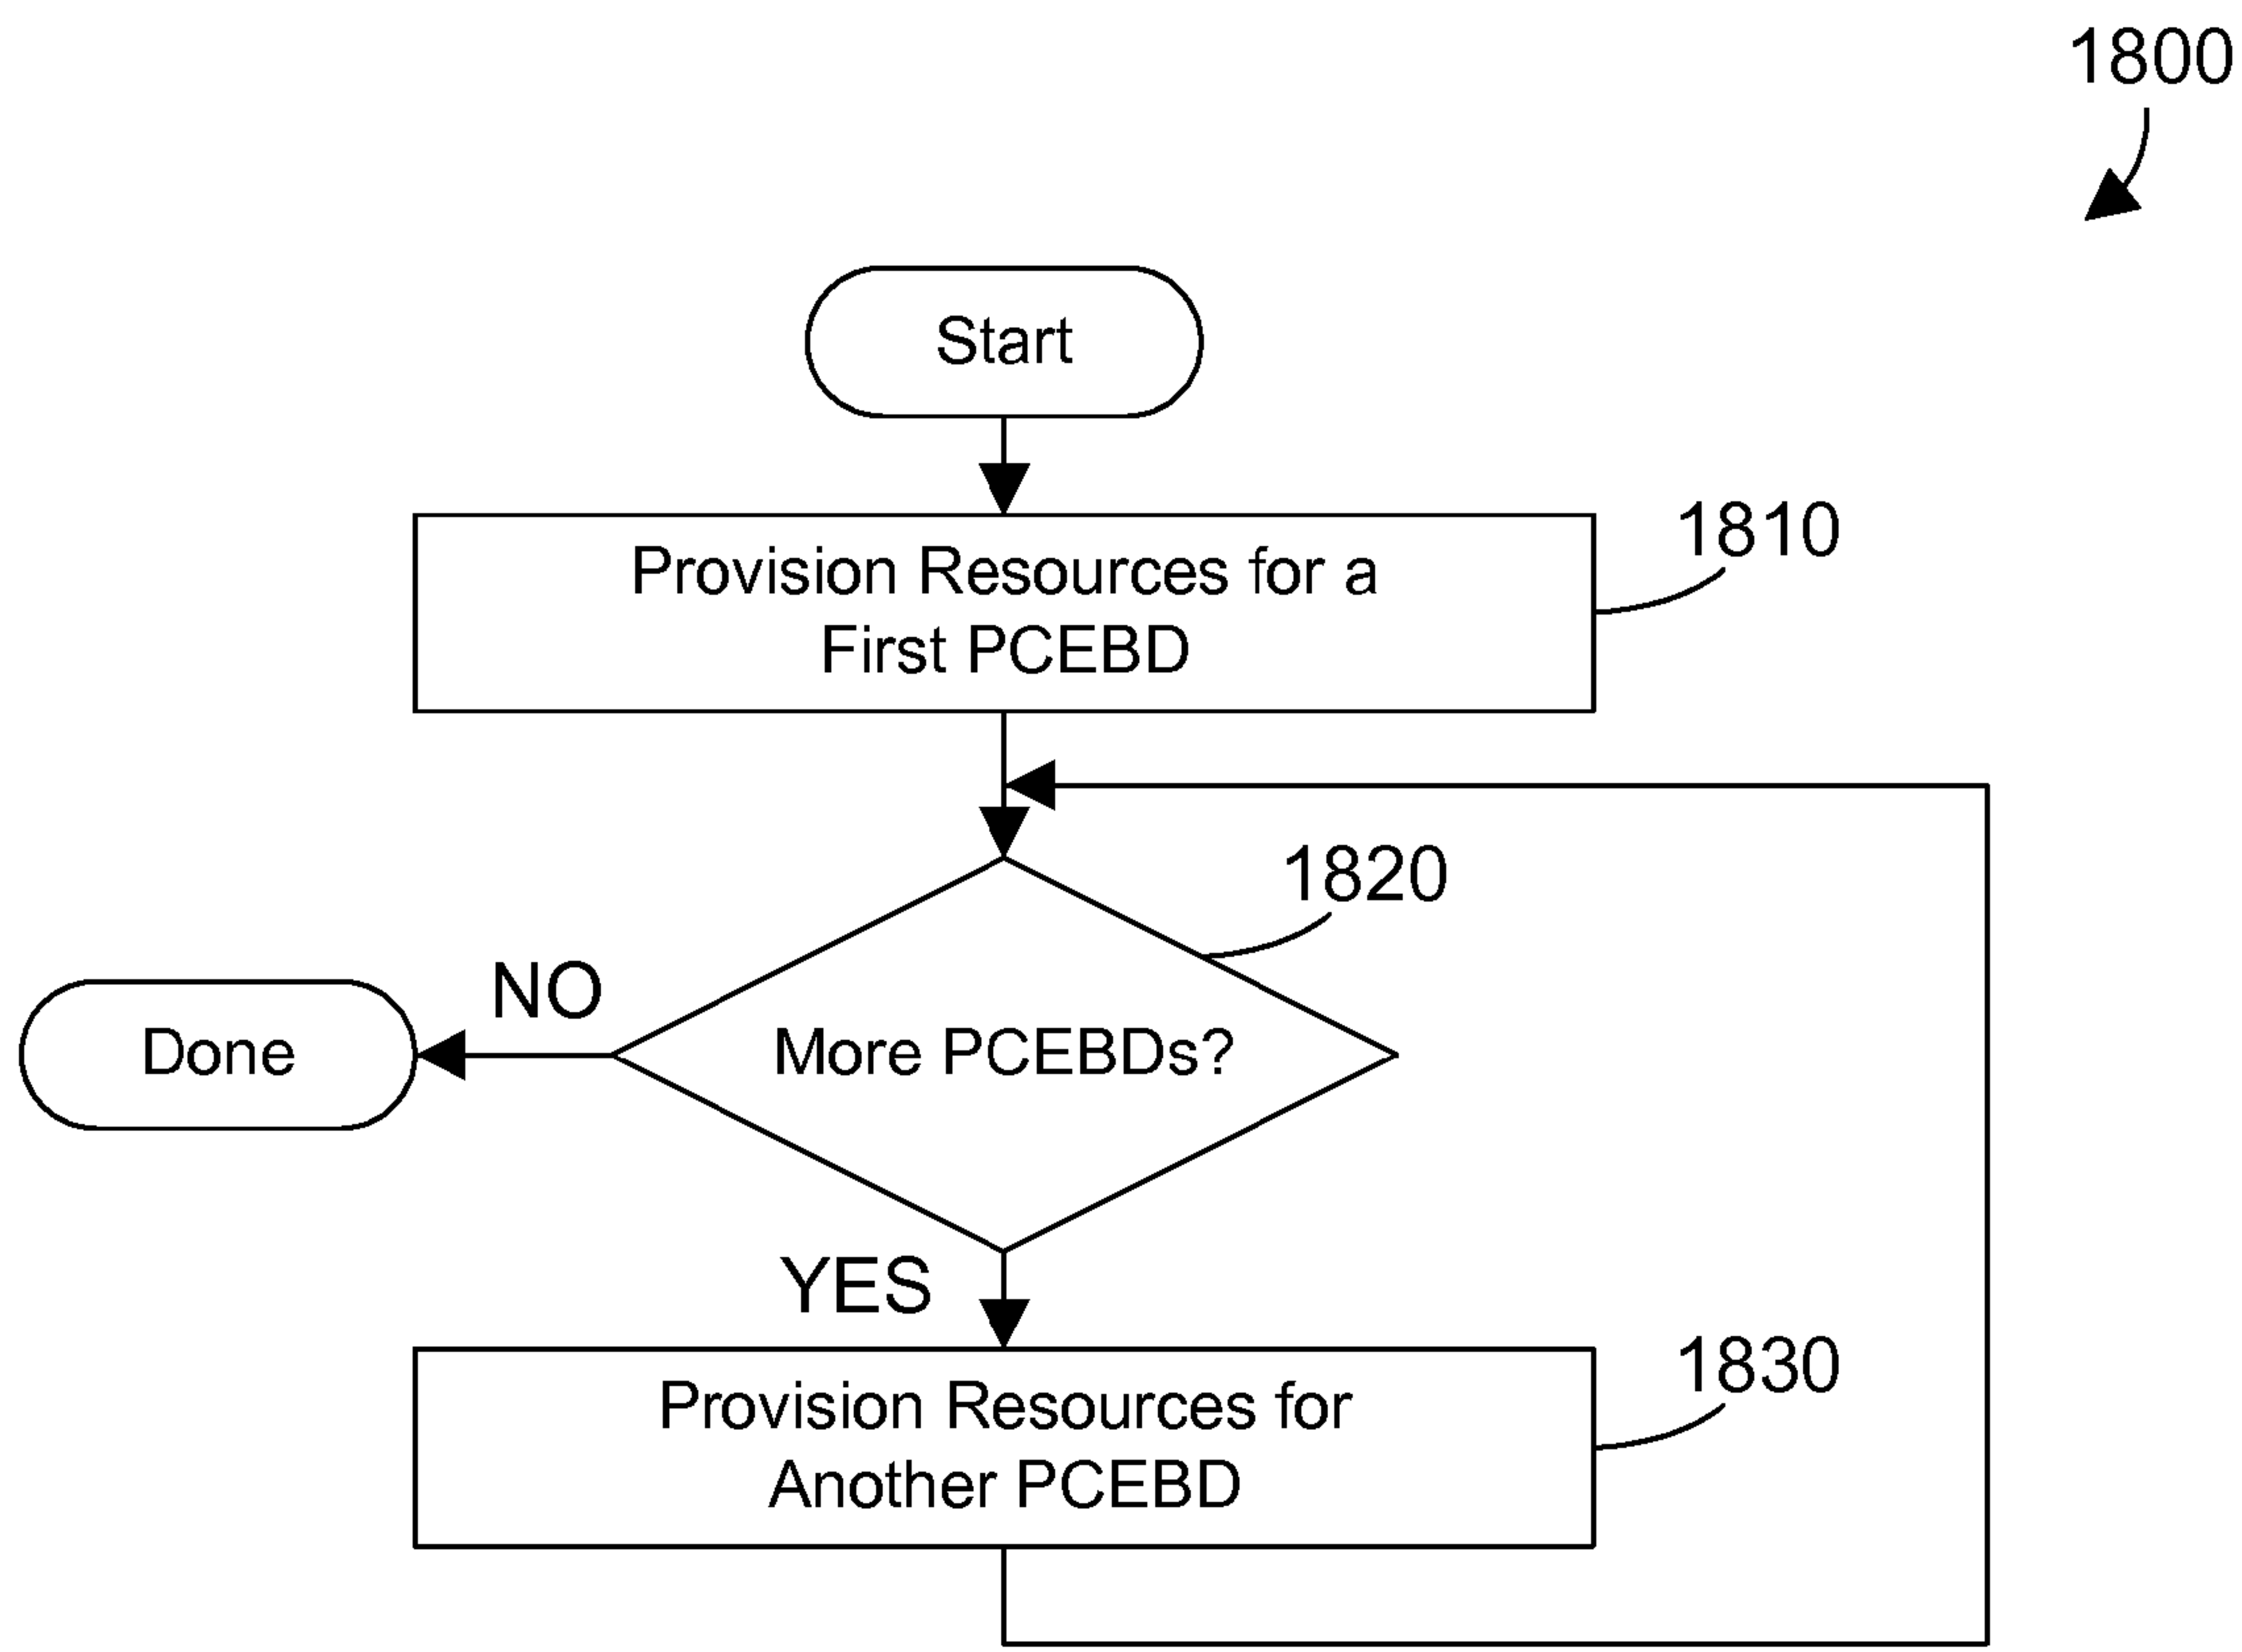 1800
Start
Provision Resources for a
First PCEBD
1810
1820
NO
Done
More PCEBDs?
YES
Provision Resources for
Another PCEBD
1830